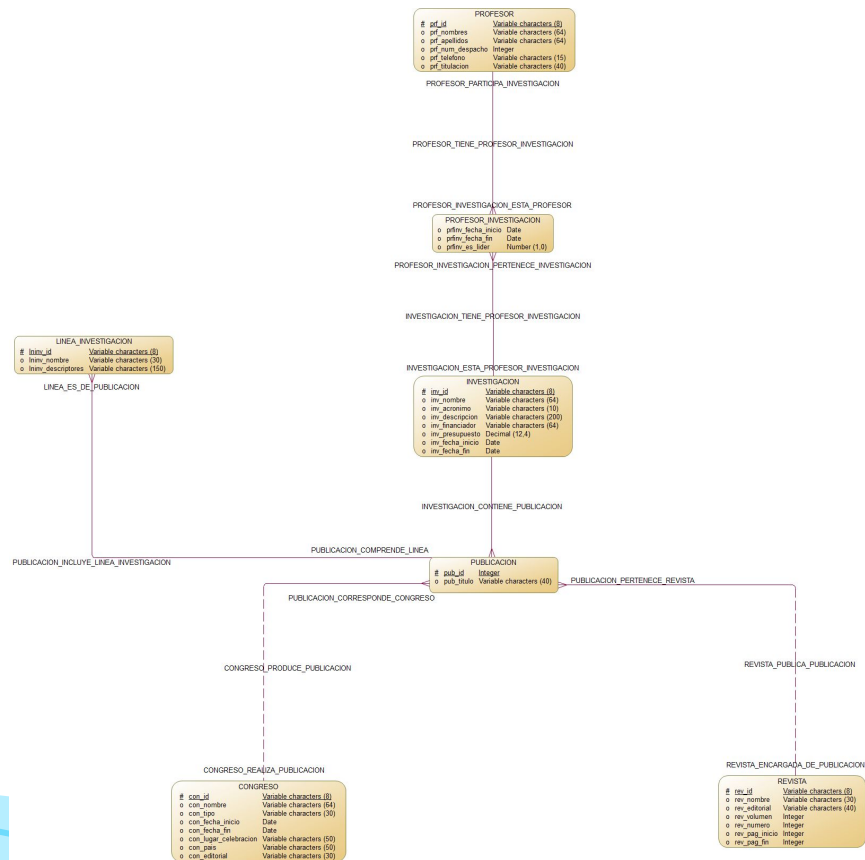 PROFESOR
# prf_id Variable characters (8)
o prf_nombres Variable characters (64)
o prf_apellidos Variable characters (64)
o prf_num_despacho Integer
o prf_telefono Variable characters (15)
o prf_titulacion Variable characters (40)
PROFESOR_PARTICIPA_INVESTIGACION
PROFESOR_TIENE_PROFESOR_INVESTIGACION
PROFESOR_INVESTIGACION_ESTA_PROFESOR
PROFESOR_INVESTIGACION
o prfinv_fecha_inicio Date
o prfinv_fecha_fin Date
o prfinv_es_lider Number (1,0)
PROFESOR_INVESTIGACION_PERTENECE_INVESTIGACION
INVESTIGACION_TIENE_PROFESOR_INVESTIGACION
LINEA_INVESTIGACION
# lninv_id Variable characters (8)
o lninv_nombre Variable characters (30)
o lninv_descriptores Variable characters (150)
LINEA_ES_DE_PUBLICACION
INVESTIGACION_ESTA_PROFESOR_INVESTIGACION
INVESTIGACION
# inv_id Variable characters (8)
o inv_nombre Variable characters (64)
o inv_acronimo Variable characters (10)
o inv_descripcion Variable characters (200)
o inv_financiador Variable characters (64)
o inv_presupuesto Decimal (12,4)
o inv_fecha_inicio Date
o inv_fecha_fin Date
INVESTIGACION_CONTIENE_PUBLICACION
PUBLICACION_COMPRENDE_LINEA
PUBLICACION_INCLUYE_LINEA_INVESTIGACION
PUBLICACION
# pub_id Integer
o pub_titulo Variable characters (40)
PUBLICACION_PERTENECE_REVISTA
PUBLICACION_CORRESPONDE_CONGRESO
CONGRESO_PRODUCE_PUBLICACION
REVISTA_PUBLICA_PUBLICACION
CONGRESO_REALIZA_PUBLICACION
REVISTA_ENCARGADA_DE_PUBLICACION
CONGRESO
# con_id Variable characters (8)
o con_nombre Variable characters (64)
o con_tipo Variable characters (30)
o con_fecha_inicio Date
o con_fecha_fin Date
o con_lugar_celebracion Variable characters (50)
o con_pais Variable characters (50)
o con_editorial Variable characters (30)
REVISTA
# rev_id Variable characters (8)
o rev_nombre Variable characters (30)
o rev_editorial Variable characters (40)
o rev_volumen Integer
o rev_numero Integer
o rev_pag_inicio Integer
o rev_pag_fin Integer